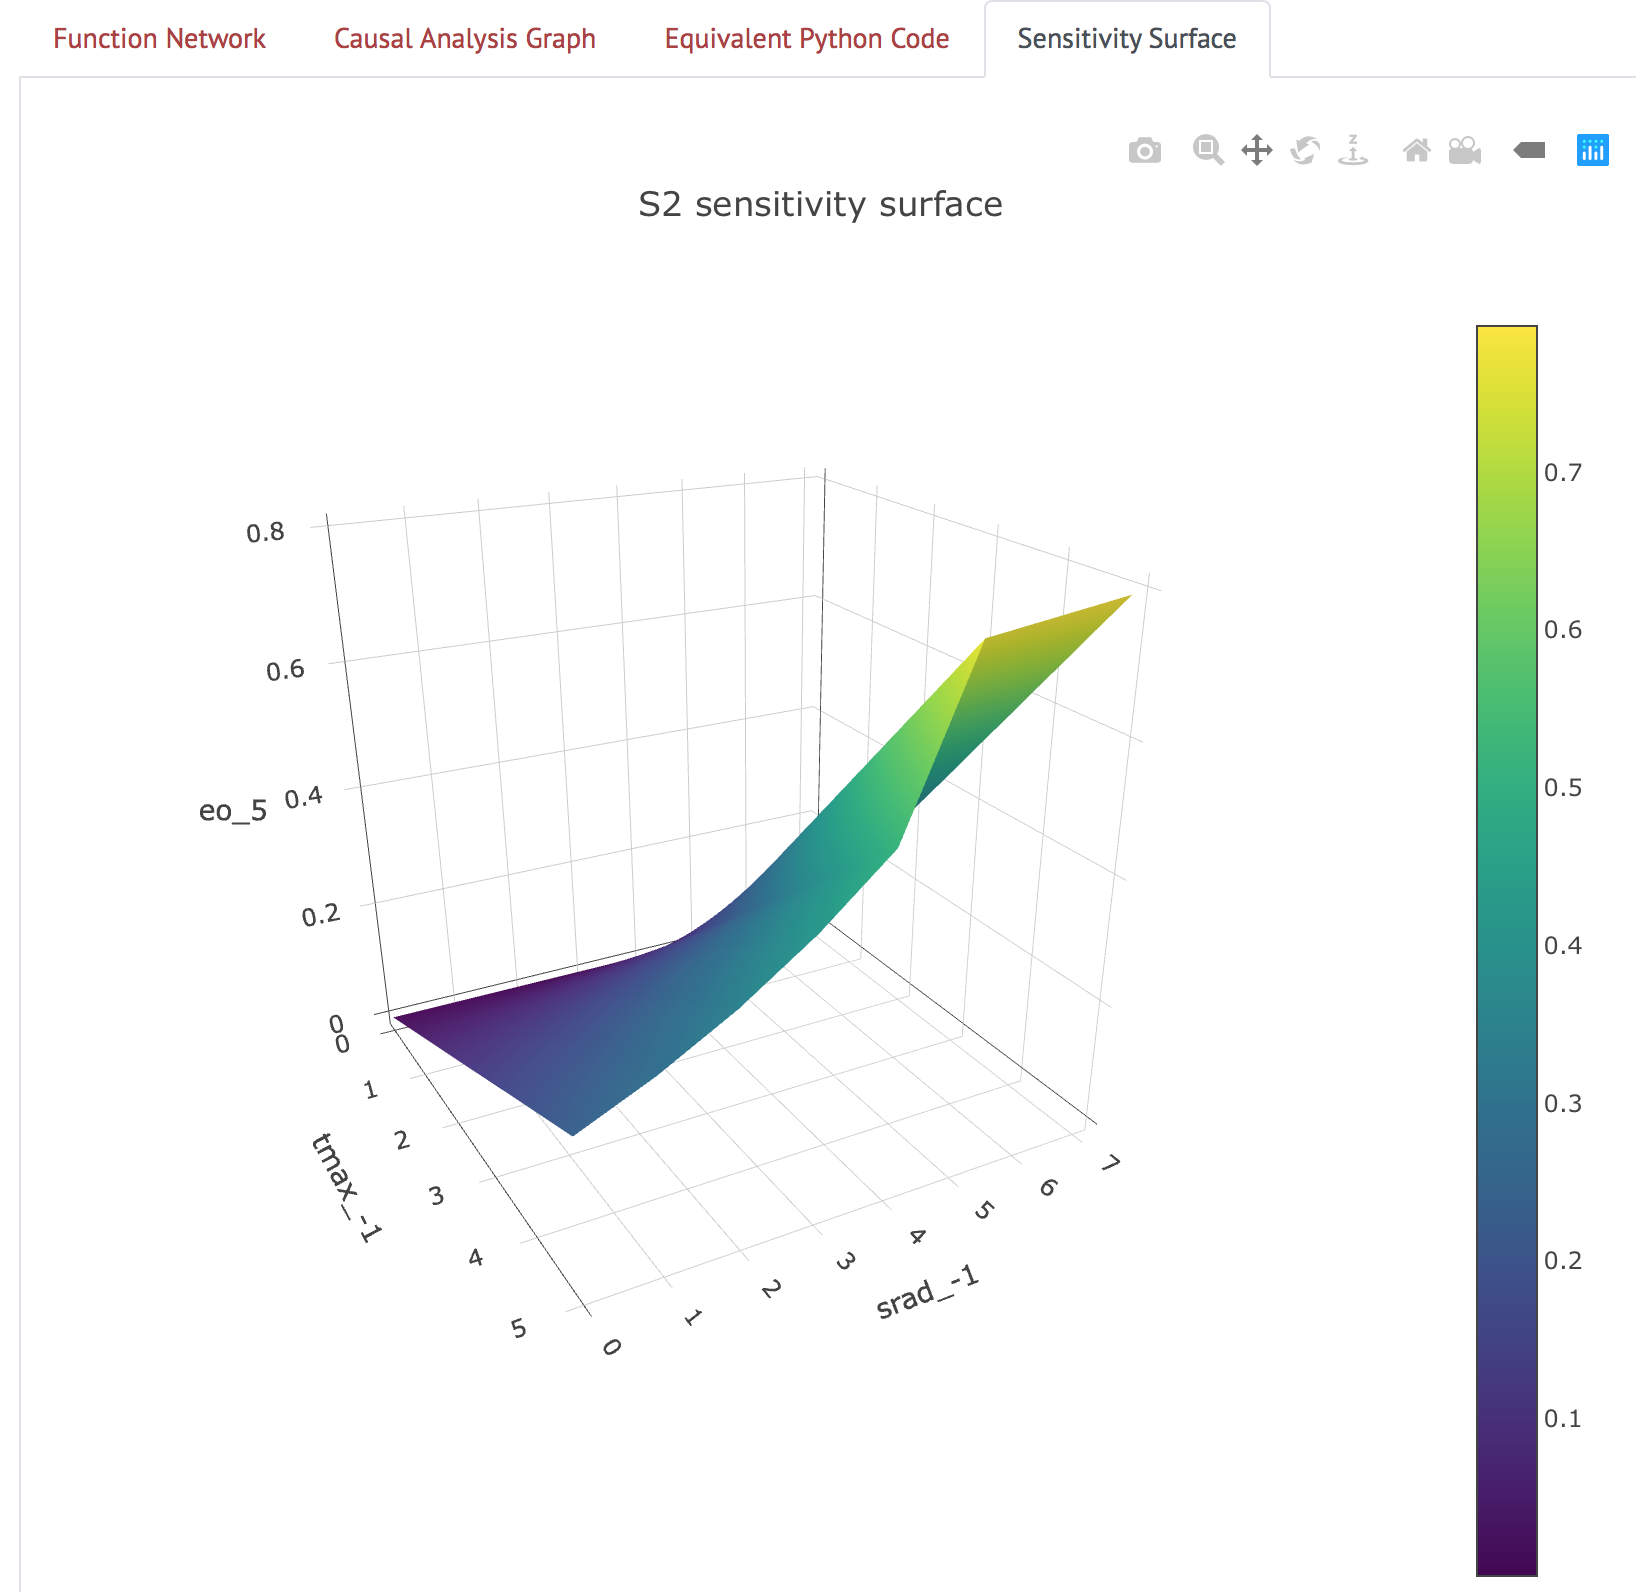 Function Network
Causal Analysis Graph
Equivalent Python Code
Sensitivity Surface
z
S2 sensitivity surface
0.8
0.6
0.4
0.2
0
eo_5
0
1
2
3
4
5
tmax_-1
0
1
2
3
4
5
6
7
srad_-1
0.7
0.6
0.5
0.4
0.3
0.2
0.1